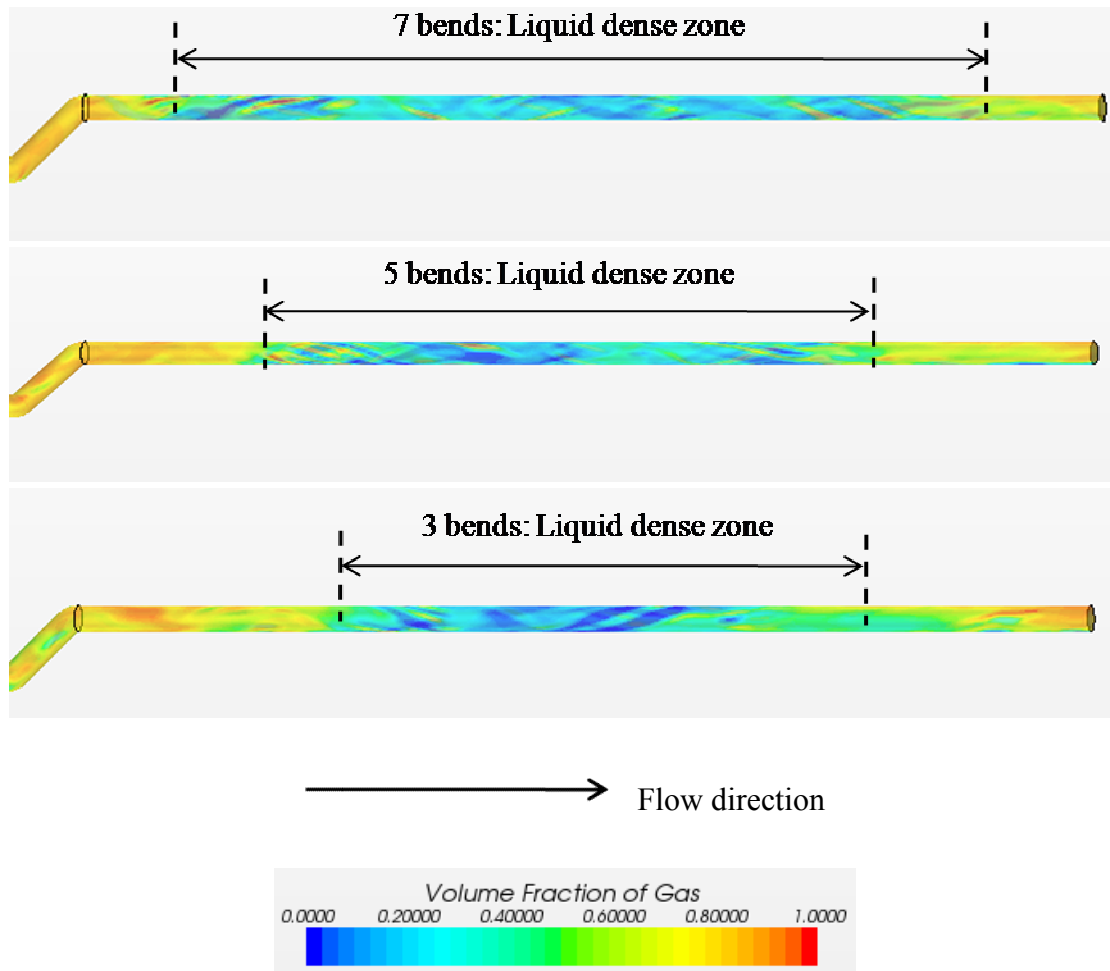 7 bends: Liquid dense zone
5 bends: Liquid dense zone
3 bends: Liquid dense zone
Flow direction
Volume Fraction of Gas
0.0000 0.20000 0.40000 0.60000 0.80000 1.0000